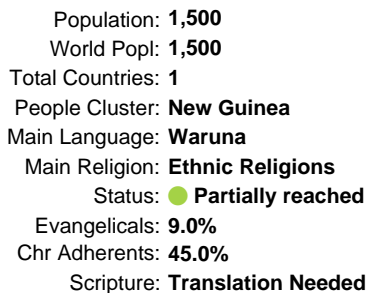 Population: 1,500
World Popl: 1,500
Total Countries: 1
People Cluster: New Guinea
Main Language: Waruna
Main Religion: Ethnic Religions
Status: Partially reached
Evangelicals: 9.0%
Chr Adherents: 45.0%
Scripture: Translation Needed